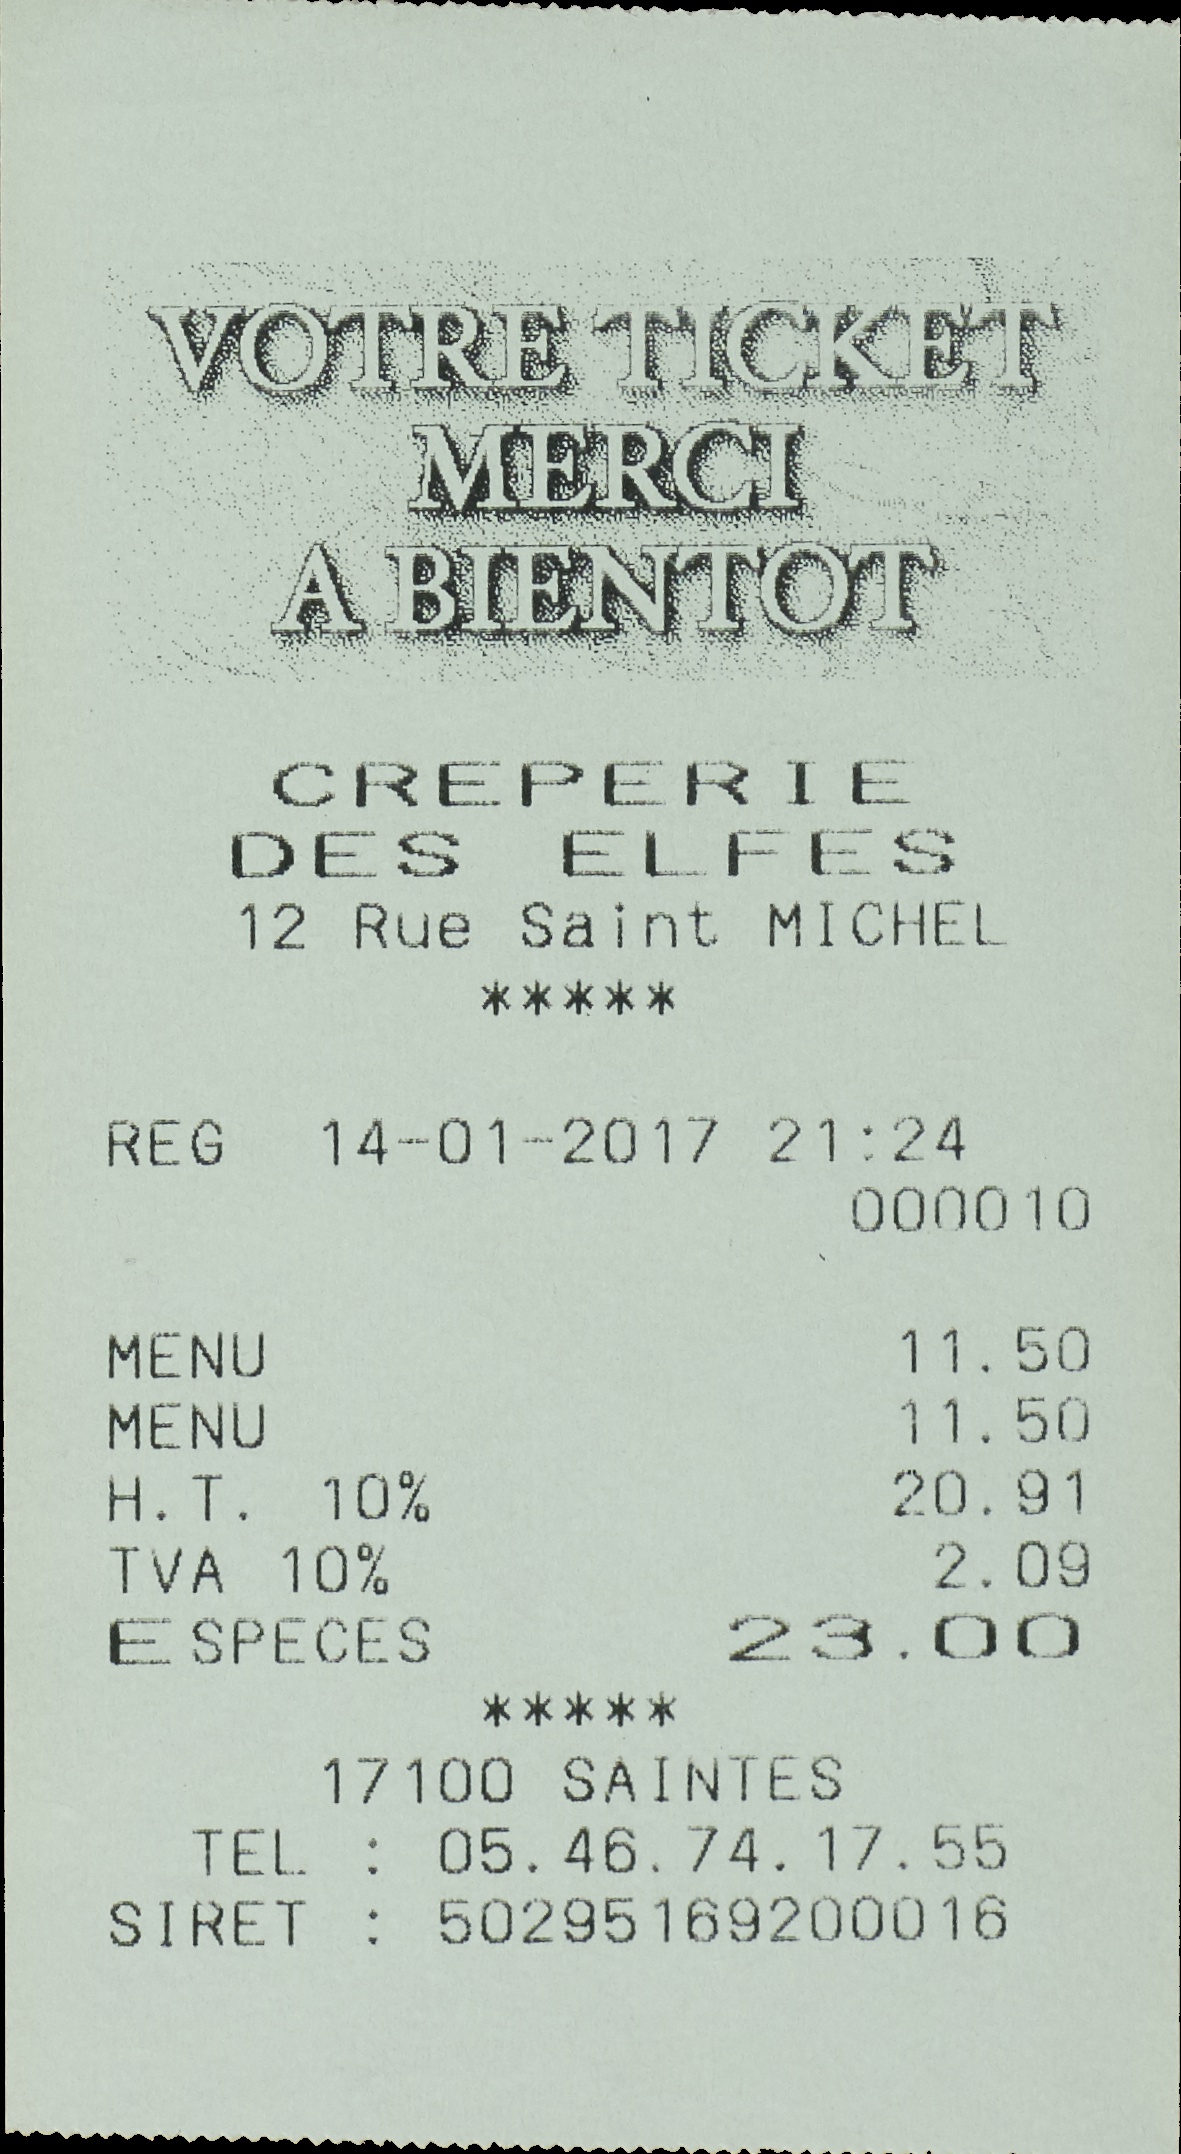 VOTRE TICKET
MERCI
A BIENTOT
CREPERIE
DES ELFES
12 Rue Saint MICHEL
*****
REG 14-01-2017 21:24
000010
MENU 11.50
MENU 11.50
H.T. 10% 20.91
TVA 10% 2.09
ESPECES 23.00
*****
17100 SAINTES
TEL : 05.46.74.17.55
SIRET : 50295169200016